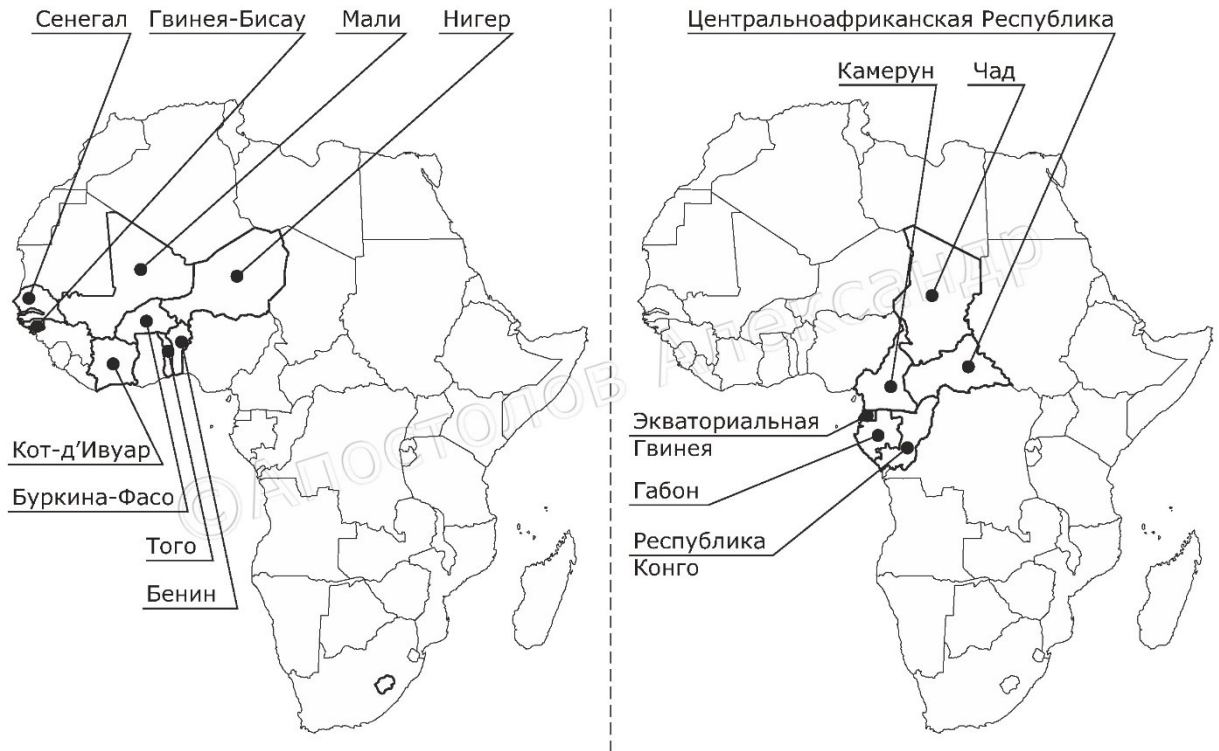 Сенегал
Гвинея-Бисау
Мали
Нигер
Кот-д’Ивуар
Буркина-Фасо
Того
Бенин
Центральноафриканская Республика
Камерун
Чад
Экваториальная
Гвинея
Габон
Республика
Конго
©Апостолов Александр